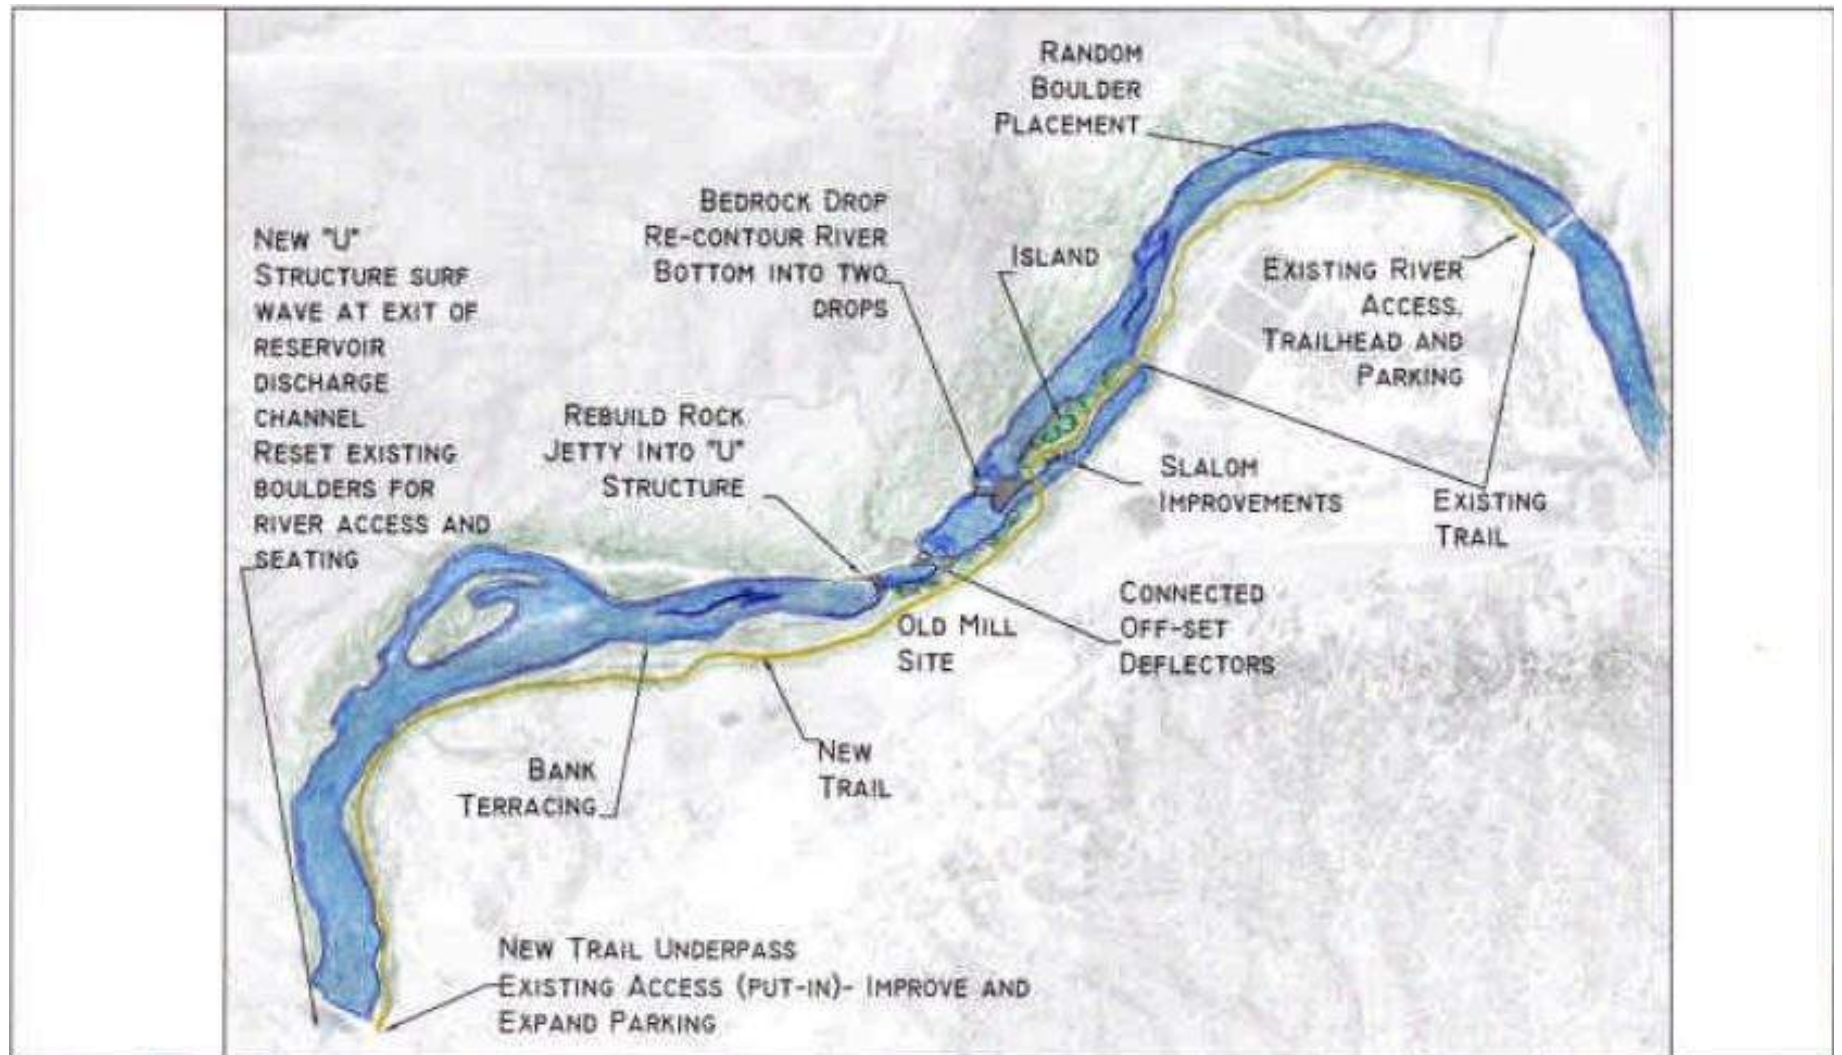 RANDOM
BOULDER
PLACEMENT
BEDROCK DROP
RE-CONTOUR RIVER
BOTTOM INTO TWO
DROPS
ISLAND
NEW "U"
STRUCTURE SURF
WAVE AT EXIT OF
RESERVOIR
DISCHARGE
CHANNEL
RESET EXISTING
BOULDERS FOR
RIVER ACCESS AND
SEATING
EXISTING RIVER
ACCESS,
TRAILHEAD AND
PARKING
REBUILD ROCK
JETTY INTO "U"
STRUCTURE
SLALOM
IMPROVEMENTS
EXISTING
TRAIL
CONNECTED
OFF-SET
DEFLECTORS
OLD MILL
SITE
NEW
TRAIL
BANK
TERRACING
NEW TRAIL UNDERPASS
EXISTING ACCESS (PUT-IN)- IMPROVE AND
EXPAND PARKING